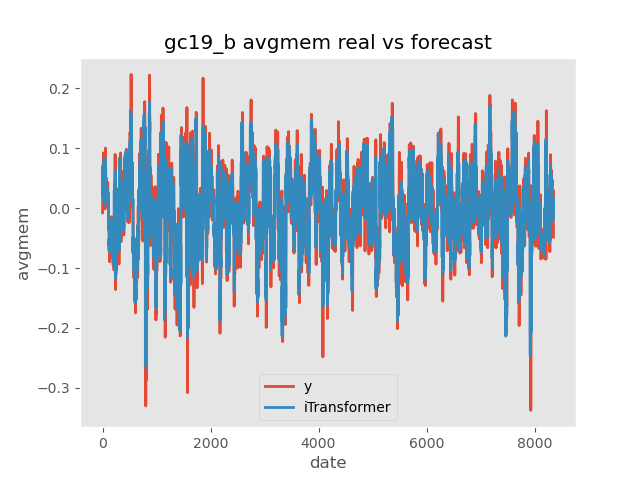 gc19_b avgmem real vs forecast
avgmem
0.2
0.1
0.0
−0.1
−0.2
−0.3
y
iTransformer
0
2000
4000
6000
8000
date